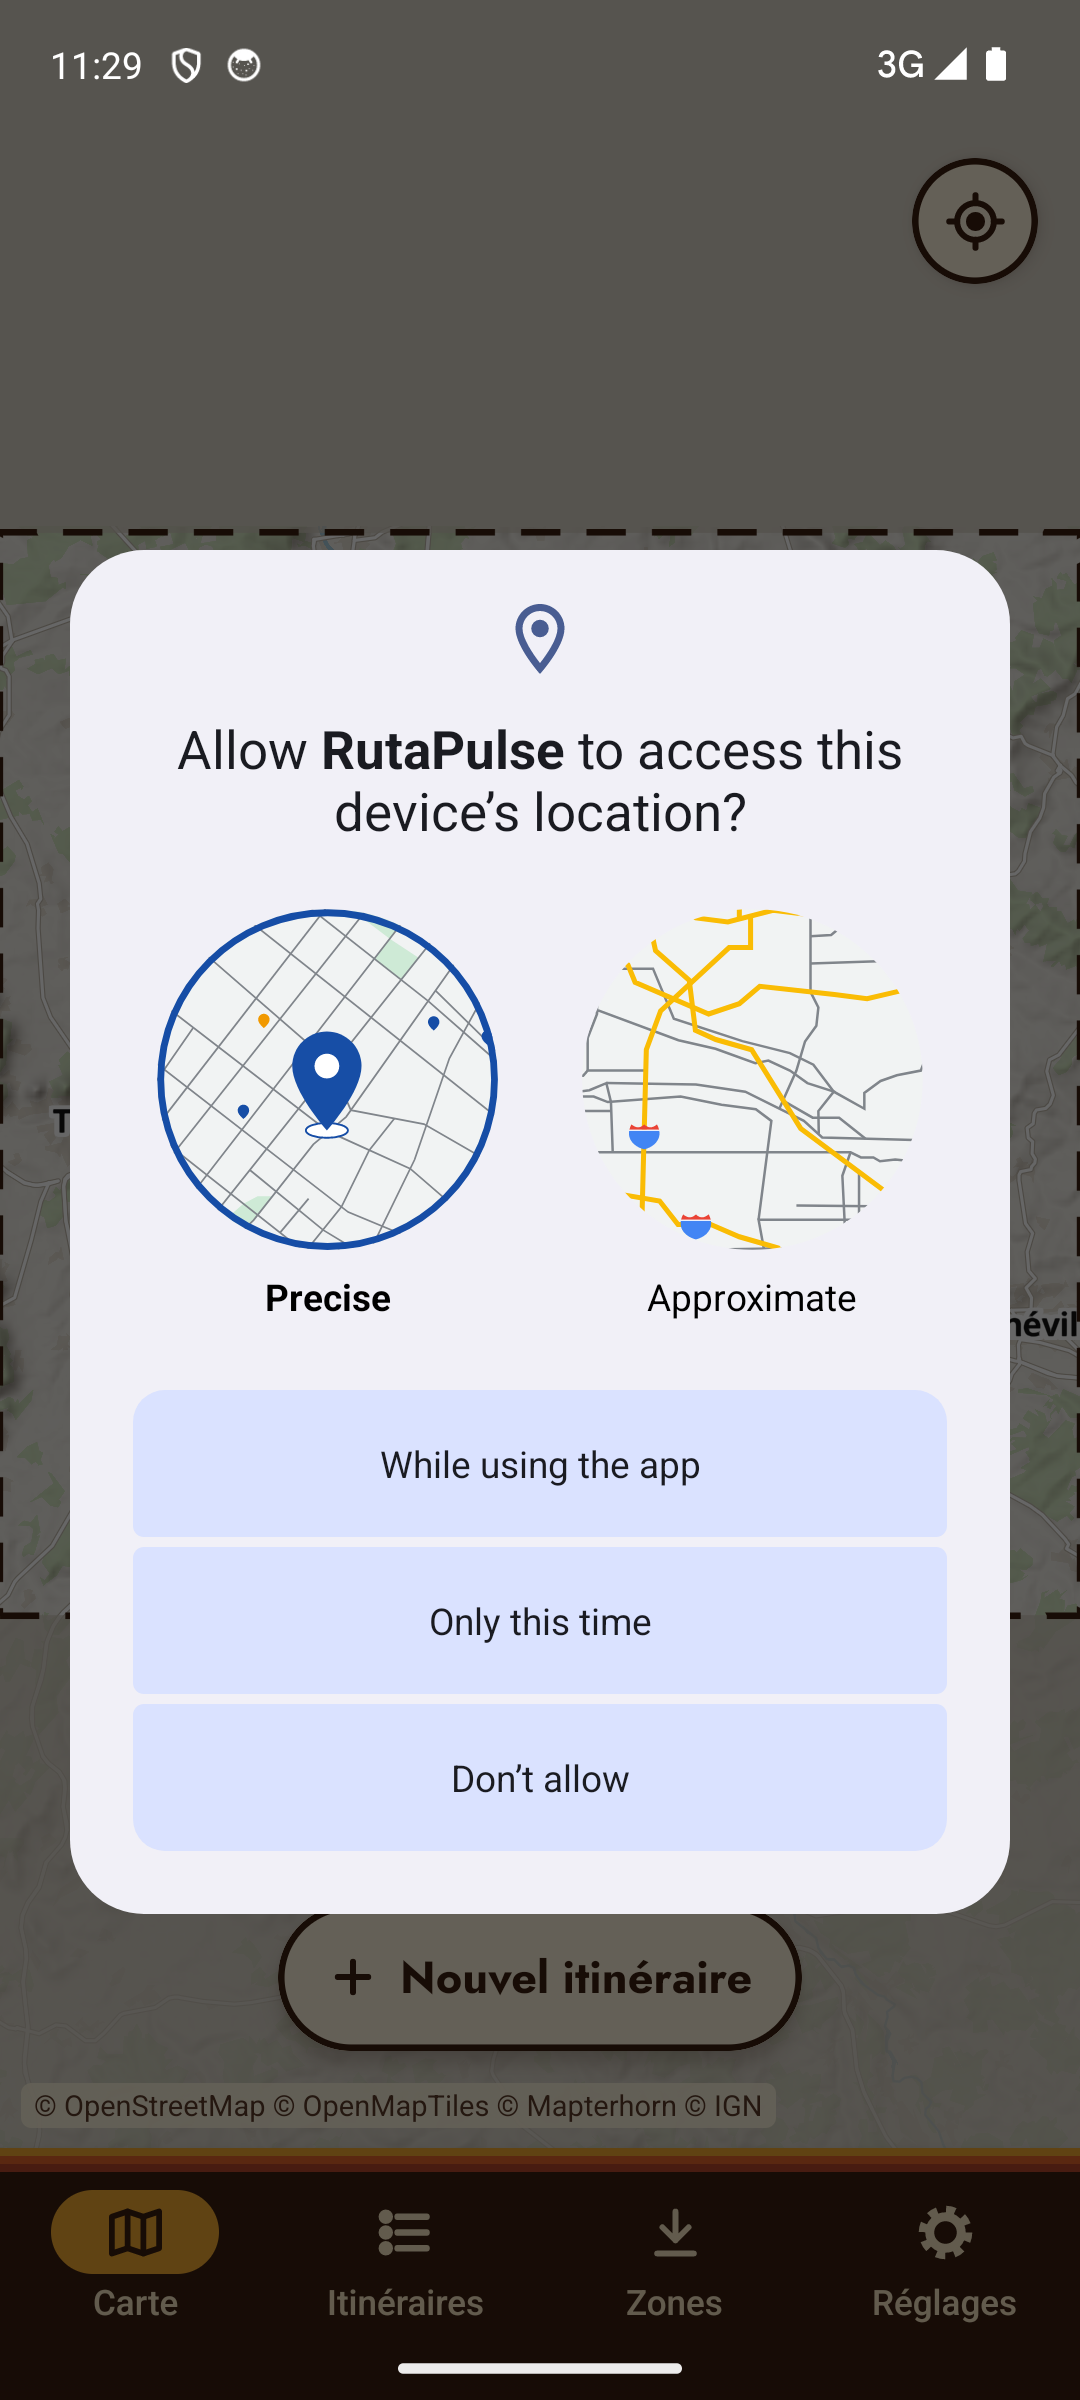 11:29
3G
Allow RutaPulse to access this
device’s location?
Precise
Approximate
While using the app
Only this time
Don’t allow
Nouvel itinéraire
© OpenStreetMap © OpenMapTiles © Mapterhorn © IGN
Carte
Itinéraires
Zones
Réglages